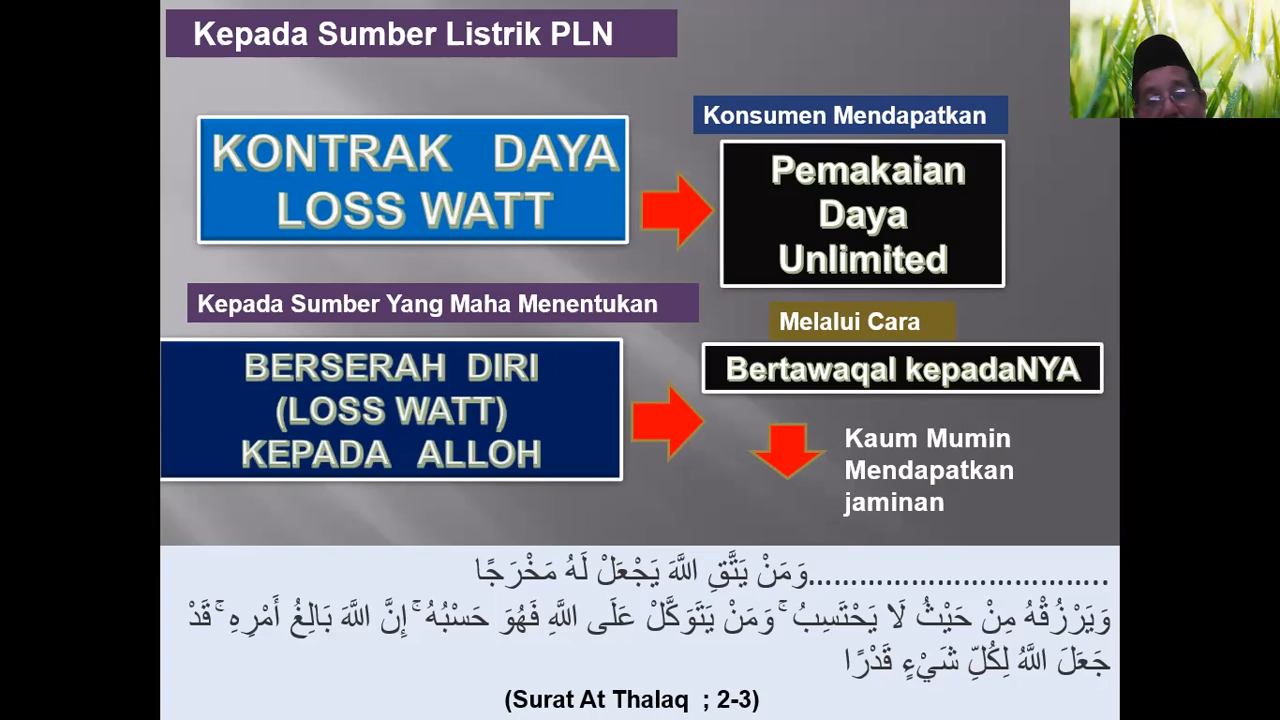 Kepada Sumber Listrik PLN
KONTRAK DAYA
LOSS WATT
Konsumen Mendapatkan
Pemakaian
Daya
Unlimited
Kepada Sumber Yang Maha Menentukan
BERSERAH DIRI
(LOSS WATT)
KEPADA ALLOH
Melalui Cara
Bertawaqal kepadaNYA
Kaum Mumin
Mendapatkan
jaminan
..................................وَمَنْ يَتَّقِ اللَّهَ يَجْعَلْ لَهُ مَخْرَجًا
وَيَرْزُقْهُ مِنْ حَيْثُ لَا يَحْتَسِبُ ۚ وَمَنْ يَتَوَكَّلْ عَلَى اللَّهِ فَهُوَ حَسْبُهُ ۚ إِنَّ اللَّهَ بَالِغُ أَمْرِهِ ۚ قَدْ
جَعَلَ اللَّهُ لِكُلِّ شَيْءٍ قَدْرًا
(Surat At Thalaq ; 2-3)